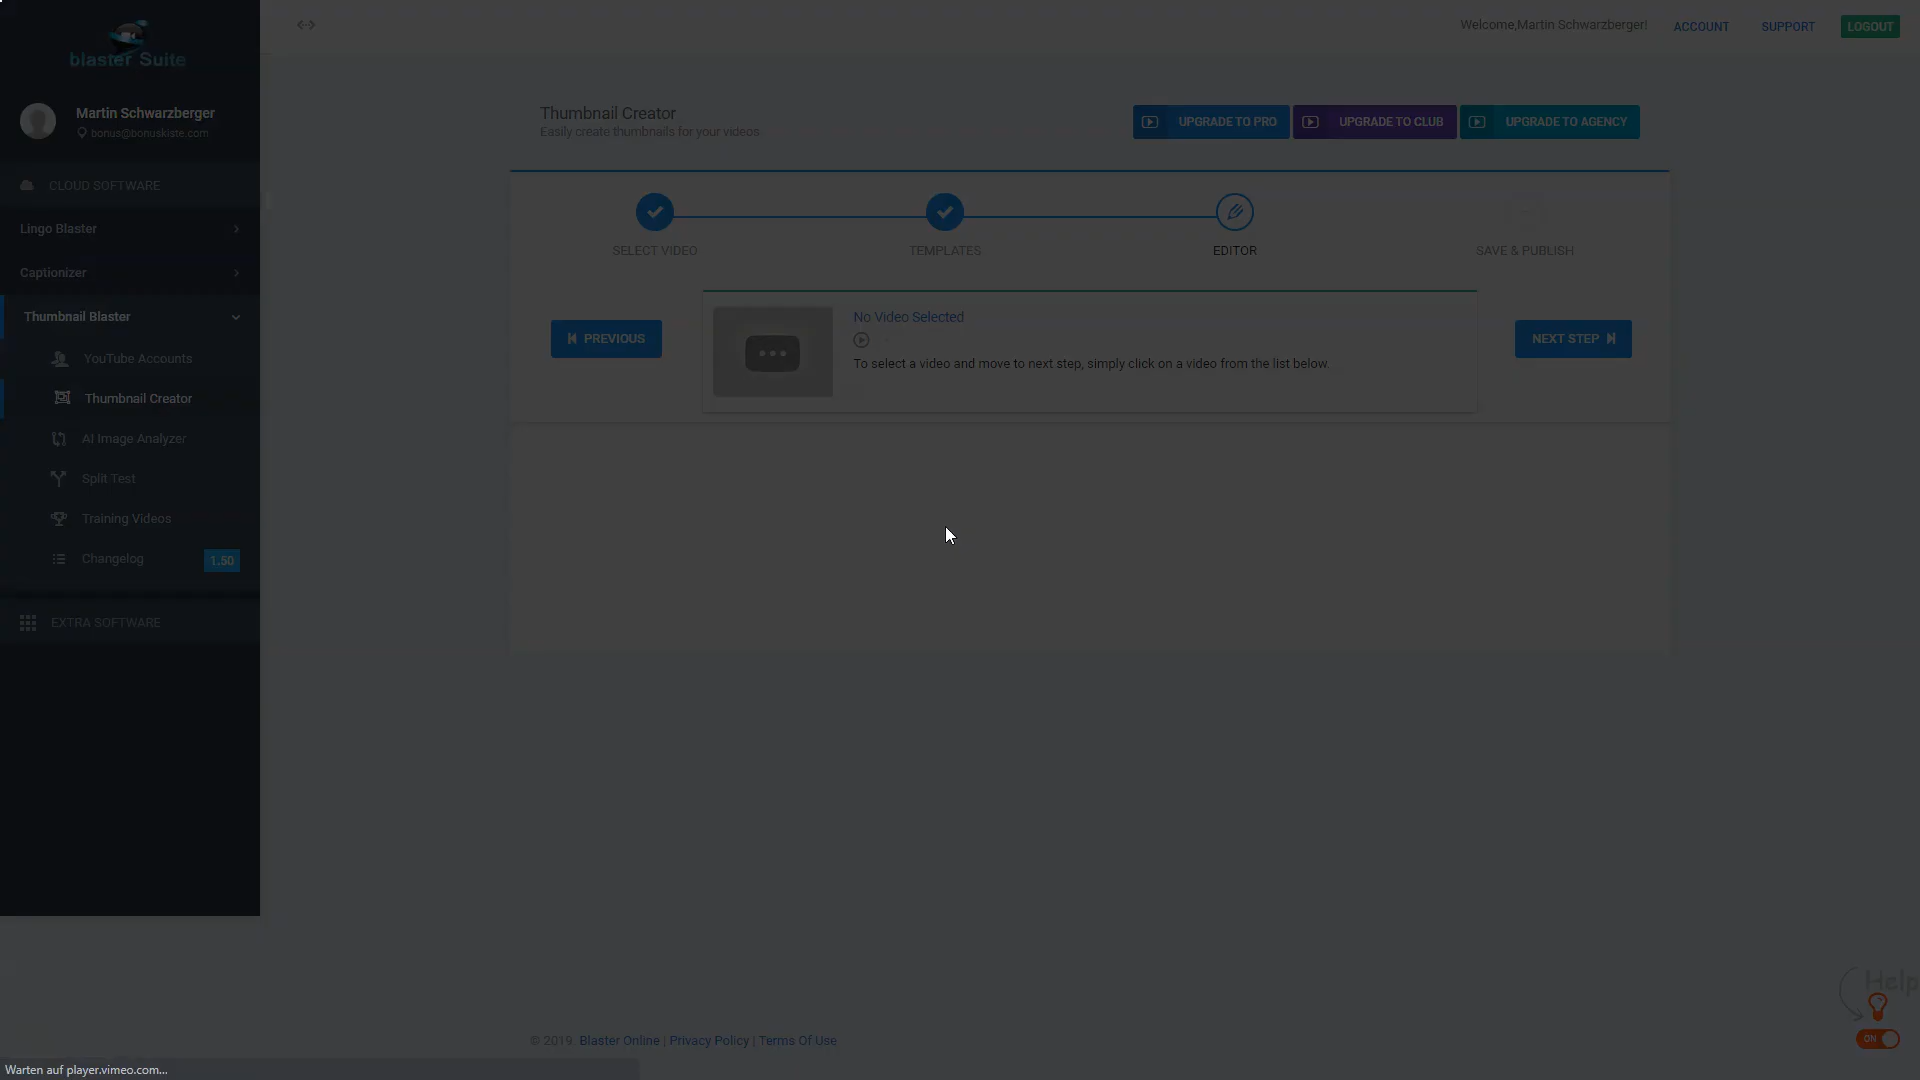 Welcome,Martin Schwarzberger!
ACCOUNT
SUPPORT
LOGOUT
blaster Suite
Martin Schwarzberger
bonus@bonuskiste.com
CLOUD SOFTWARE
Lingo Blaster
Captionizer
Thumbnail Blaster
YouTube Accounts
Thumbnail Creator
AI Image Analyzer
Split Test
Training Videos
Changelog
1.50
EXTRA SOFTWARE
Thumbnail Creator
Easily create thumbnails for your videos.
UPGRADE TO PRO
UPGRADE TO CLUB
UPGRADE TO AGENCY
SELECT VIDEO
TEMPLATES
EDITOR
SAVE & PUBLISH
PREVIOUS
No Video Selected
To select a video and move to next step, simply click on a video from the list below.
NEXT STEP
Help
ON
© 2019. Blaster Online | Privacy Policy | Terms Of Use
Warten auf player.vimeo.com...